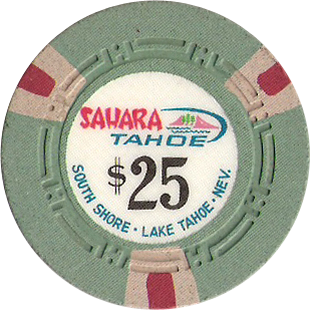 SAHARA
TAHOE
$25
SOUTH SHORE · LAKE TAHOE · NEV.